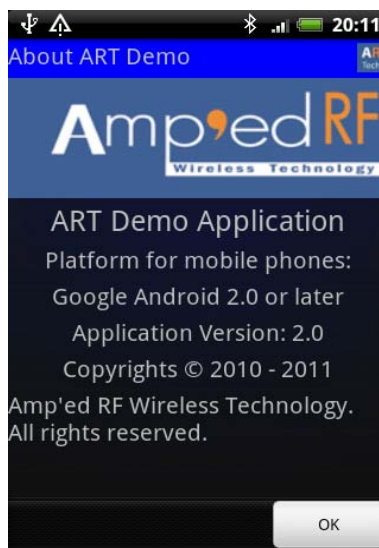 20:11
About ART Demo
AR
Tech
Amp'ed RF
Wireless Technology
ART Demo Application
Platform for mobile phones:
Google Android 2.0 or later
Application Version: 2.0
Copyrights © 2010 - 2011
Amp'ed RF Wireless Technology.
All rights reserved.
OK